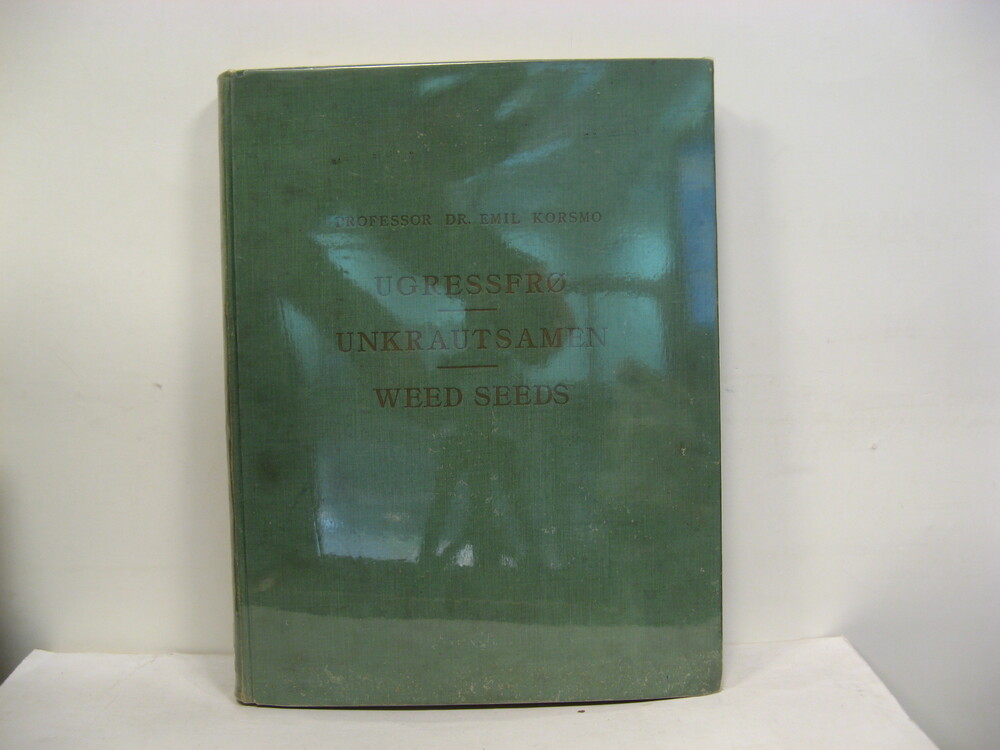 PROFESSOR DR. EMIL KORSMO
UGRESSFRØ
UNKRAUTSAMEN
WEED SEEDS